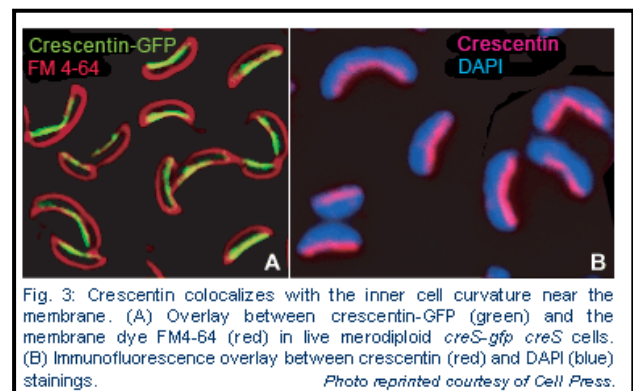 Crescentin-GFP
FM 4-64
A
Crescentin
DAPI
B
Fig. 3: Crescentin colocalizes with the inner cell curvature near the
membrane. (A) Overlay between crescentin-GFP (green) and the
membrane dye FM4-64 (red) in live merodiploid creS-gfp creS cells.
(B) Immunofluorescence overlay between crescentin (red) and DAPI (blue)
stainings. Photo reprinted courtesy of Cell Press.